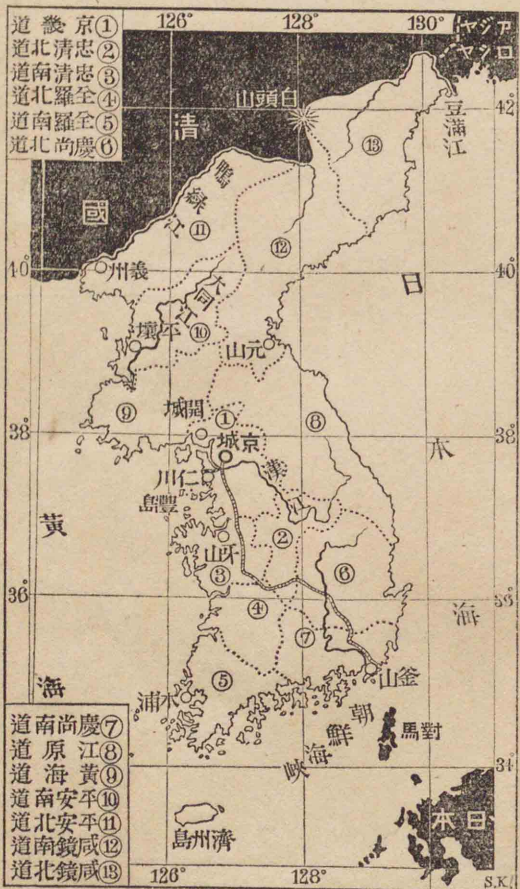 126°
128°
130°
①京畿道
②忠清北道
③忠清南道
④全羅北道
⑤全羅南道
⑥慶尚北道
アジヤ
ロシヤ
42
白頭山
豆滿江
清國
⑬
鴨緑江
⑪
⑫
義州
40°
40°
大同江
⑩
平壤
元山
日本海
⑨
開城
①
⑧
38°
38°
京城
漢
仁川
豐島
黃海
牙山
②
③
⑥
36°
36°
④
⑦
⑤
釜山
木浦
朝鮮海峽
對馬
34°
⑦慶尚南道
⑧江原道
⑨黃海道
⑩平安南道
⑪平安北道
⑫咸鏡南道
⑬咸鏡北道
濟州島
日本
126°
128°
130°
S.K.